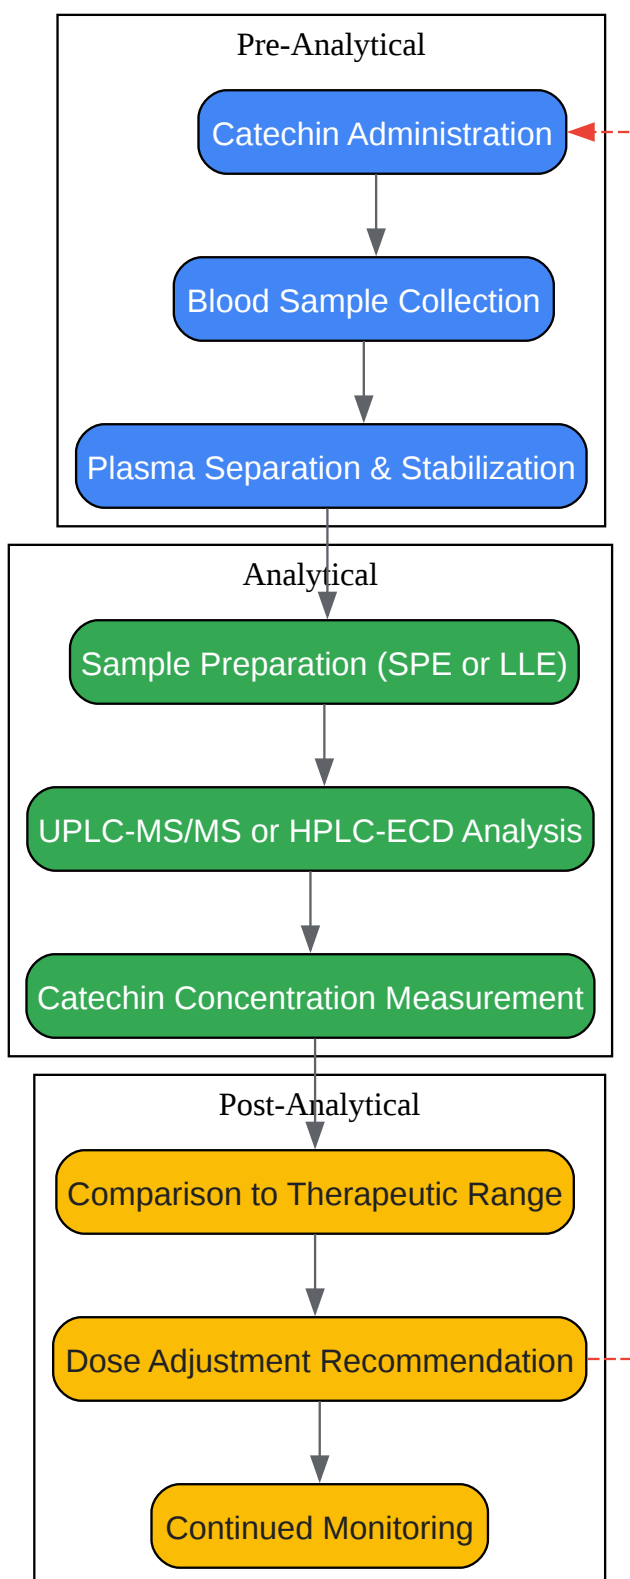 Pre-Analytical
Catechin Administration
Blood Sample Collection
Plasma Separation & Stabilization
Analytical
Sample Preparation (SPE or LLE)
UPLC-MS/MS or HPLC-ECD Analysis
Catechin Concentration Measurement
Post-Analytical
Comparison to Therapeutic Range
Dose Adjustment Recommendation
Continued Monitoring